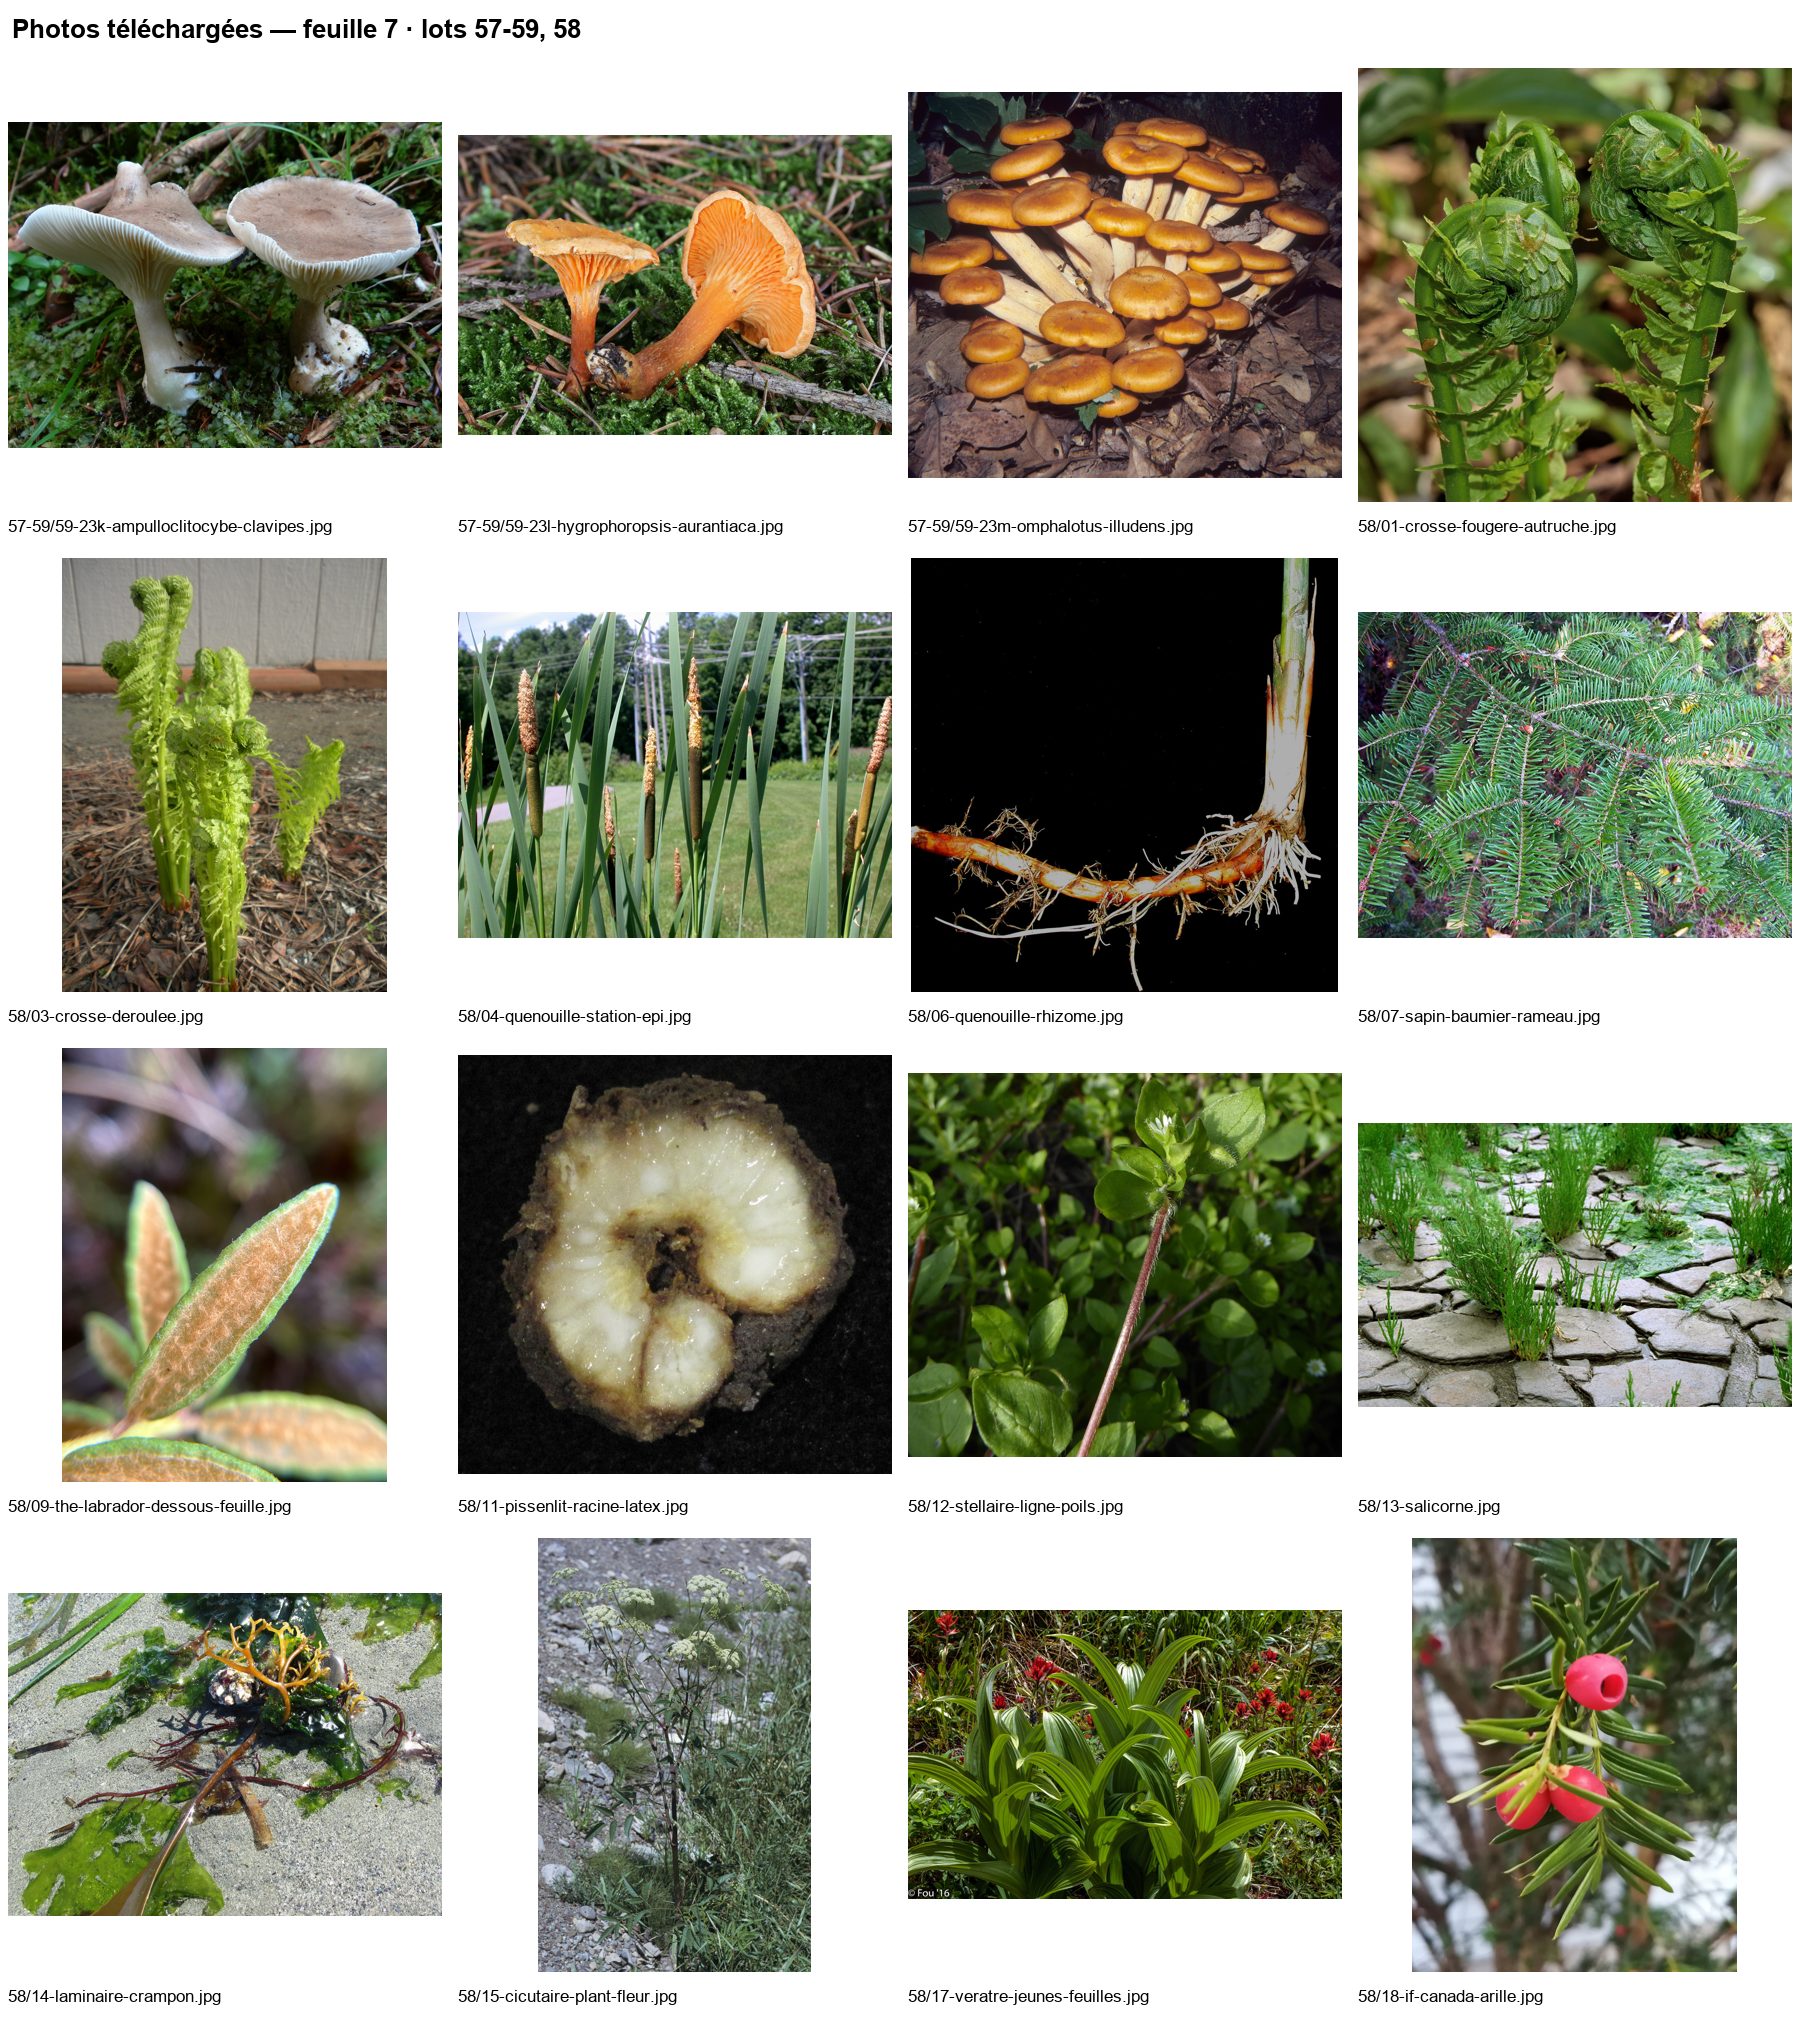 Photos téléchargées — feuille 7 · lots 57-59, 58
57-59/59-23k-ampulloclitocybe-clavipes.jpg
57-59/59-23l-hygrophoropsis-aurantiaca.jpg
57-59/59-23m-omphalotus-illudens.jpg
58/01-crosse-fougere-autruche.jpg
58/03-crosse-deroulee.jpg
58/04-quenouille-station-epi.jpg
58/06-quenouille-rhizome.jpg
58/07-sapin-baumier-rameau.jpg
58/09-the-labrador-dessous-feuille.jpg
58/11-pissenlit-racine-latex.jpg
58/12-stellaire-ligne-poils.jpg
58/13-salicorne.jpg
© Fou '16
58/14-laminaire-crampon.jpg
58/15-cicutaire-plant-fleur.jpg
58/17-veratre-jeunes-feuilles.jpg
58/18-if-canada-arille.jpg